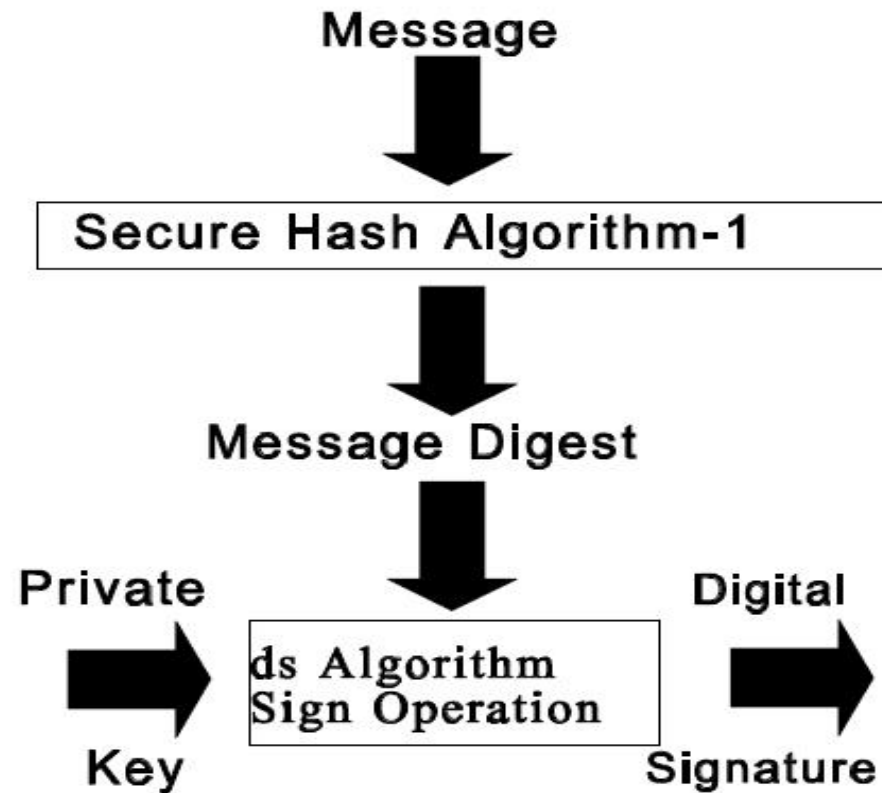 Message
Secure Hash Algorithm-1
Message Digest
Private
Key
ds Algorithm
Sign Operation
Digital
Signature